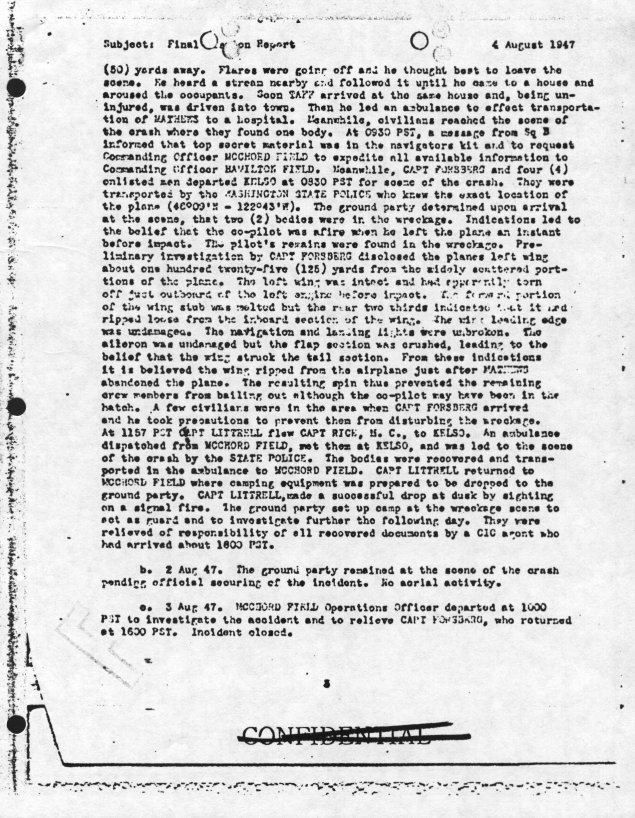 Subject: Final on Report 4 August 1947
(50) yards away. Flares were going off and he thought best to leave the
scene. He heard a stream nearby and followed it until he came to a house and
aroused the occupants. Soon TAFF arrived at the same house and, being un-
injured, was driven into town. Then he led an ambulance to effect transporta-
tion of MATHEWS to a hospital. Meanwhile, civilians reached the scene of
the crash where they found one body. At 0930 PST, a message from Sq B
informed that top secret material was in the navigators kit and to request
Commanding Officer MCCHORD FIELD to expedite all available information to
Commanding Officer HAMILTON FIELD. Meanwhile, CAPT FORSBERG and four (4)
enlisted men departed KELSO at 0830 PST for scene of the crash. They were
transported by the WASHINGTON STATE POLICE who knew the exact location of
the plane (46009'N - 122043'W). The ground party determined upon arrival
at the scene, that two (2) bodies were in the wreckage. Indications led to
the belief that the co-pilot was afire when he left the plane an instant
before impact. The pilot's remains were found in the wreckage. Pre-
liminary investigation by CAPT FORSBERG disclosed the planes left wing
about one hundred twenty-five (125) yards from the widely scattered port-
tions of the plane. The left wing was intact and had apparently torn
off just outboard of the left engine before impact. The forward portion
of the wing stub was melted but the rear two thirds indicated that it had
ripped loose from the inboard section of the wing. The wing leading edge
was undamaged. The navigation and landing lights were unbroken. The
aileron was undamaged but the flap section was crushed, leading to the
belief that the wing struck the tail section. From these indications
it is believed the wing ripped from the airplane just after MATHEWS
abandoned the plane. The resulting spin thus prevented the remaining
crew members from bailing out although the co-pilot may have been in the
hatch. A few civilians were in the area when CAPT FORSBERG arrived
and he took precautions to prevent them from disturbing the wreckage.
At 1157 PST CAPT LITTRELL flew CAPT RICE, H. C., to KELSO. An ambulance
dispatched from MCCHORD FIELD, met them at KELSO, and was led to the scene
of the crash by the STATE POLICE. The bodies were recovered and trans-
ported in the ambulance to MCCHORD FIELD. CAPT LITTRELL returned to
MCCHORD FIELD where camping equipment was prepared to be dropped to the
ground party. CAPT LITTRELL,made a successful drop at dusk by sighting
on a signal fire. The ground party set up camp at the wreckage scene to
act as guard and to investigate further the following day. They were
relieved of responsibility of all recovered documents by a CIC agent who
had arrived about 1800 PST.
b. 2 Aug 47. The ground party remained at the scene of the crash
pending official securing of the incident. No aerial activity.
c. 3 Aug 47. MCCHORD FIELD Operations Officer departed at 1000
PST to investigate the accident and to relieve CAPT FORSBERG, who returned
at 1600 PST. Incident closed.
3
CONFIDENTIAL